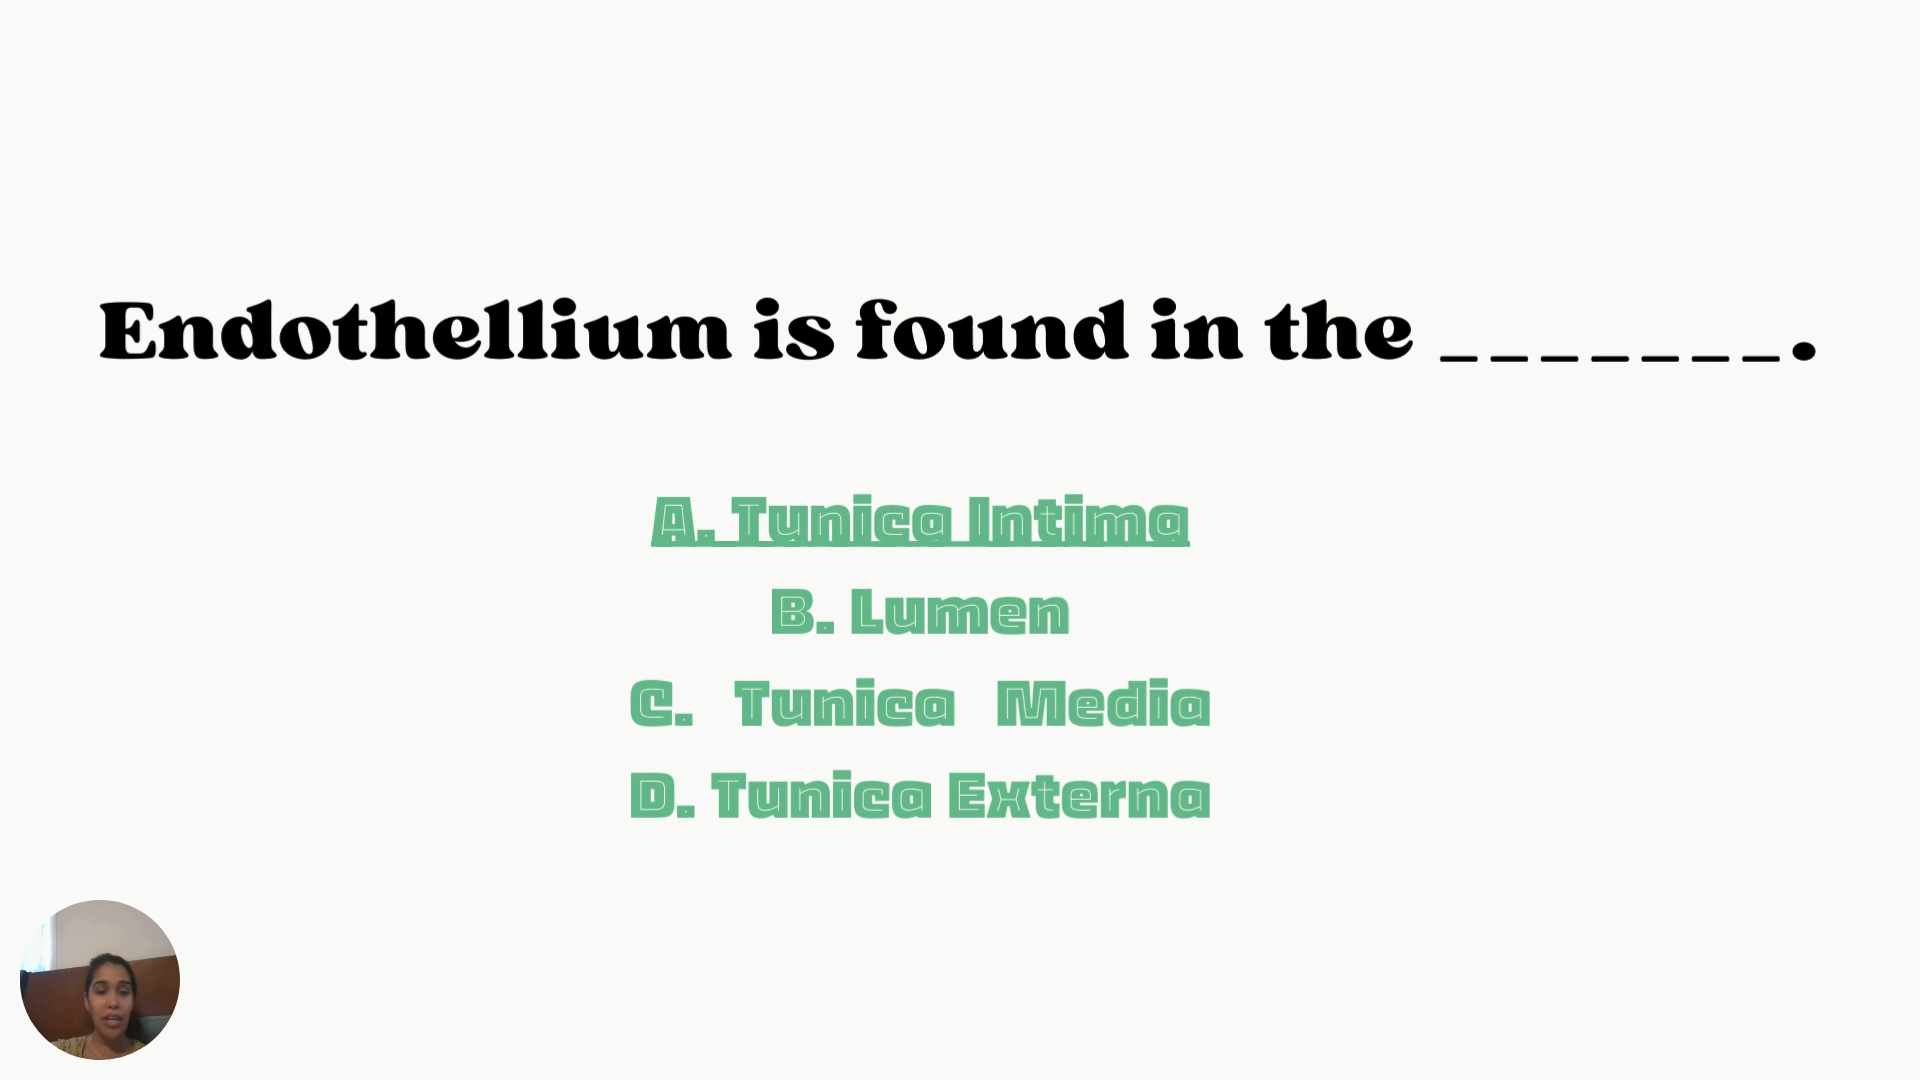 Endothellium is found in the _______.
A. Tunica Intima
B. Lumen
C. Tunica Media
D. Tunica Externa